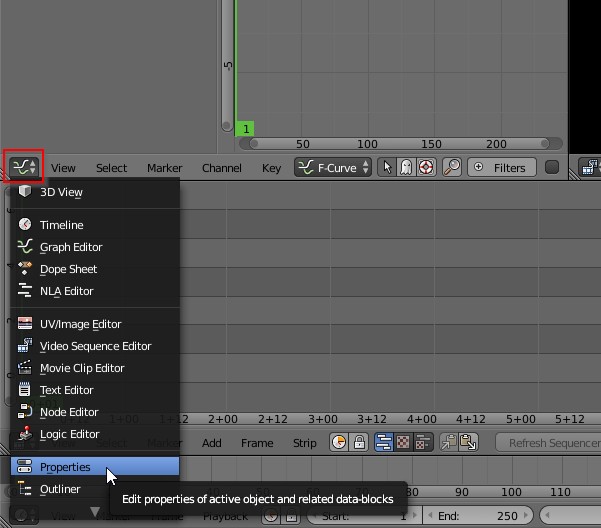 -5
1
50 100 150 200
View Select Marker Channel Key F-Curve Filters
3D View
Timeline
Graph Editor
Dope Sheet
NLA Editor
UV/Image Editor
Video Sequence Editor
Movie Clip Editor
Text Editor
Node Editor
Logic Editor
Properties
Outliner
1+00 1+12 2+00 2+12 3+00 3+12 4+00 4+12 5+00 5+12
Select Marker Add Frame Strip Refresh Sequencer
Edit properties of active object and related data-blocks
80 90 100 110
View Frame Playback Start: 1 End: 250